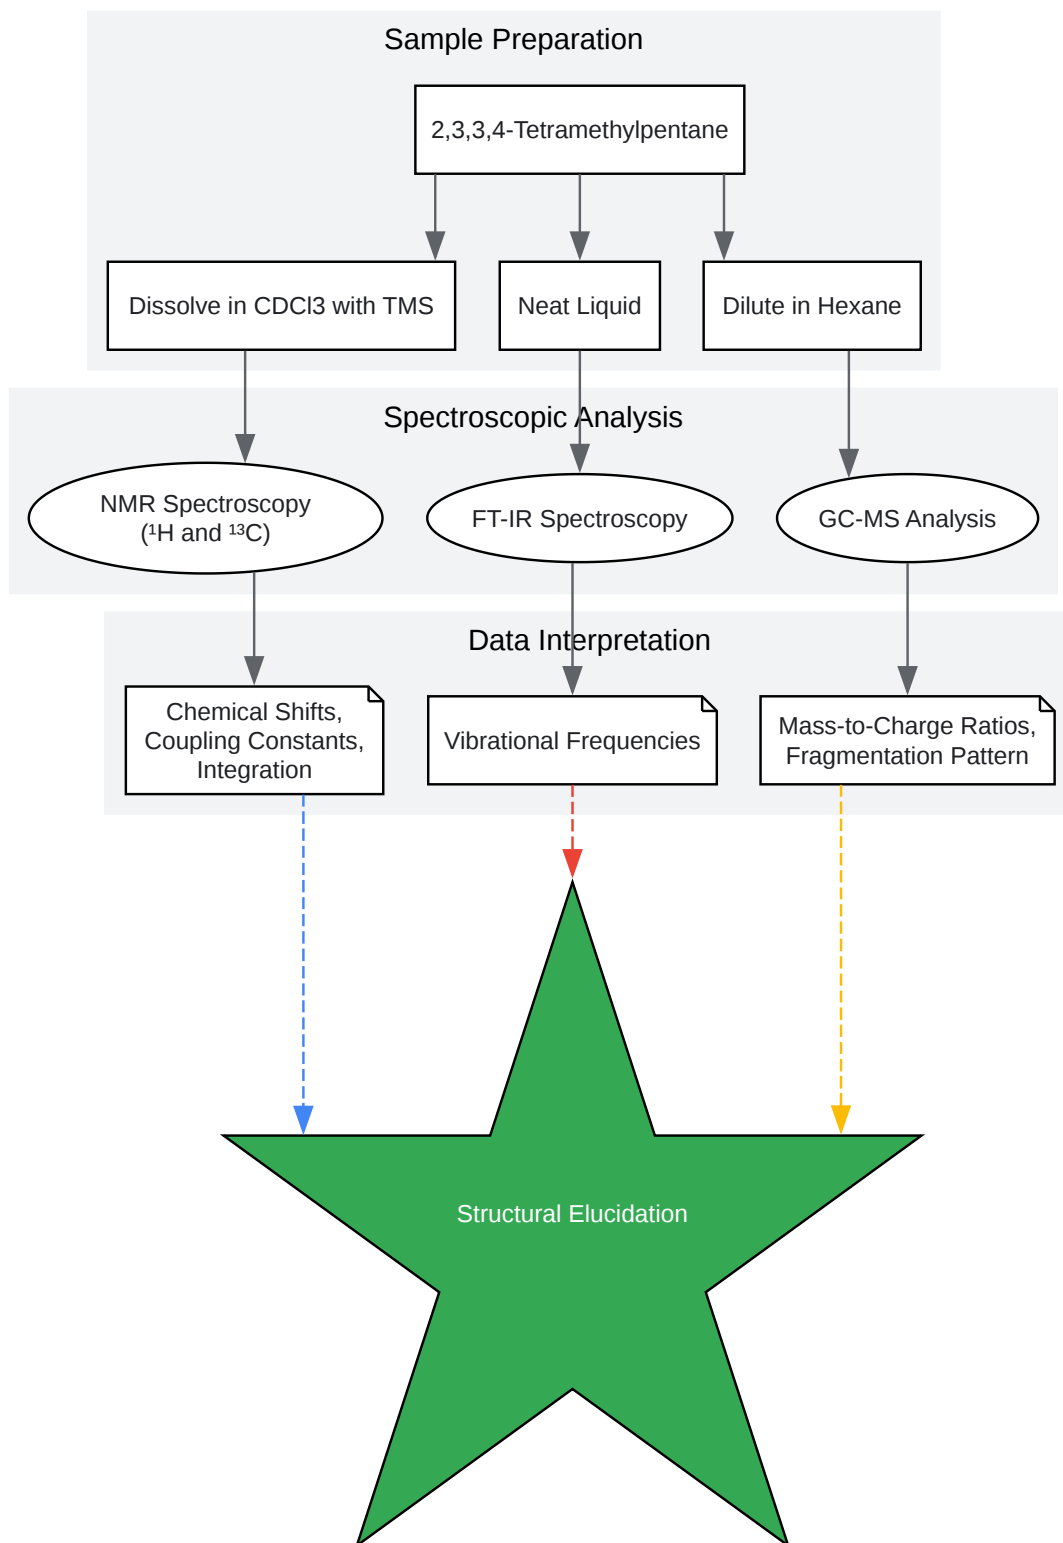 Sample Preparation
2,3,3,4-Tetramethylpentane
Dissolve in CDCl3 with TMS
Neat Liquid
Dilute in Hexane
Spectroscopic Analysis
NMR Spectroscopy
(¹H and ¹³C)
FT-IR Spectroscopy
GC-MS Analysis
Data Interpretation
Chemical Shifts,
Coupling Constants,
Integration
Vibrational Frequencies
Mass-to-Charge Ratios,
Fragmentation Pattern
Structural Elucidation